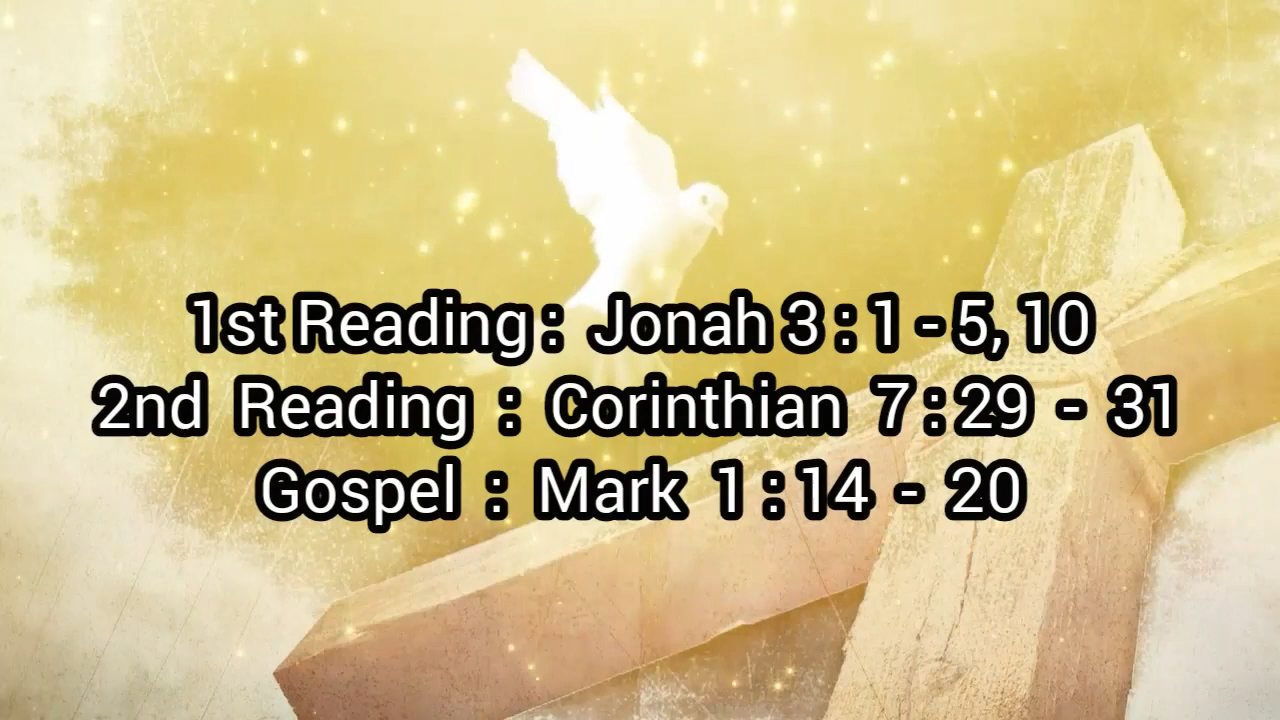 1st Reading : Jonah 3 : 1 - 5, 10
2nd Reading : Corinthian 7 : 29 - 31
Gospel : Mark 1 : 14 - 20